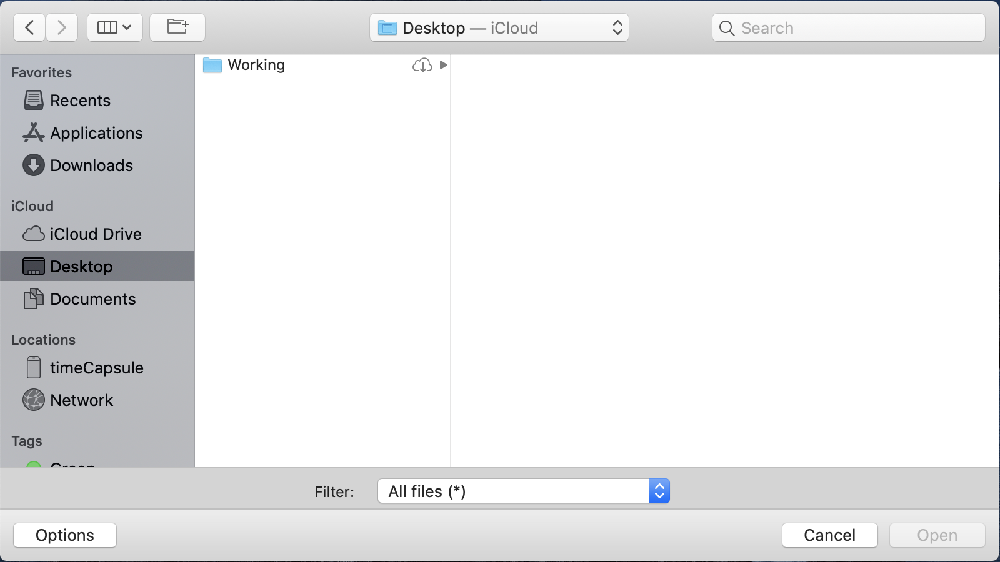 Desktop — iCloud
Search
Favorites
Recents
Applications
Downloads
iCloud
iCloud Drive
Desktop
Documents
Locations
timeCapsule
Network
Tags
Green
Working
Filter:
All files (*)
Options
Cancel
Open